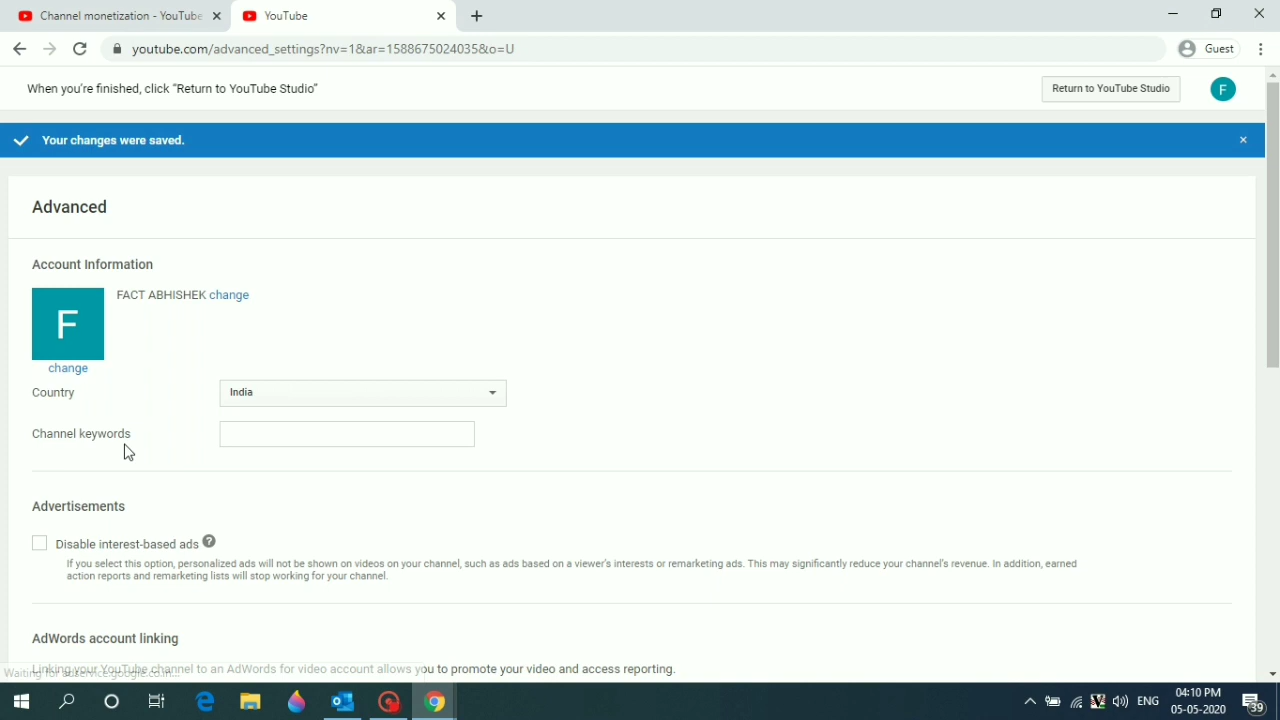 Channel monetization - YouTube
YouTube
youtube.com/advanced_settings?nv=1&ar=1588675024035&o=U
Guest
When you're finished, click "Return to YouTube Studio"
Return to YouTube Studio
F
Your changes were saved.
Advanced
Account Information
F
FACT ABHISHEK change
change
Country
India
Channel keywords
Advertisements
Disable interest-based ads
If you select this option, personalized ads will not be shown on videos on your channel, such as ads based on a viewer's interests or remarketing ads. This may significantly reduce your channel's revenue. In addition, earned
action reports and remarketing lists will stop working for your channel.
AdWords account linking
Linking your YouTube channel to an AdWords for video account allows you to promote your video and access reporting.
Waiting for
ENG
04:10 PM
05-05-2020
39